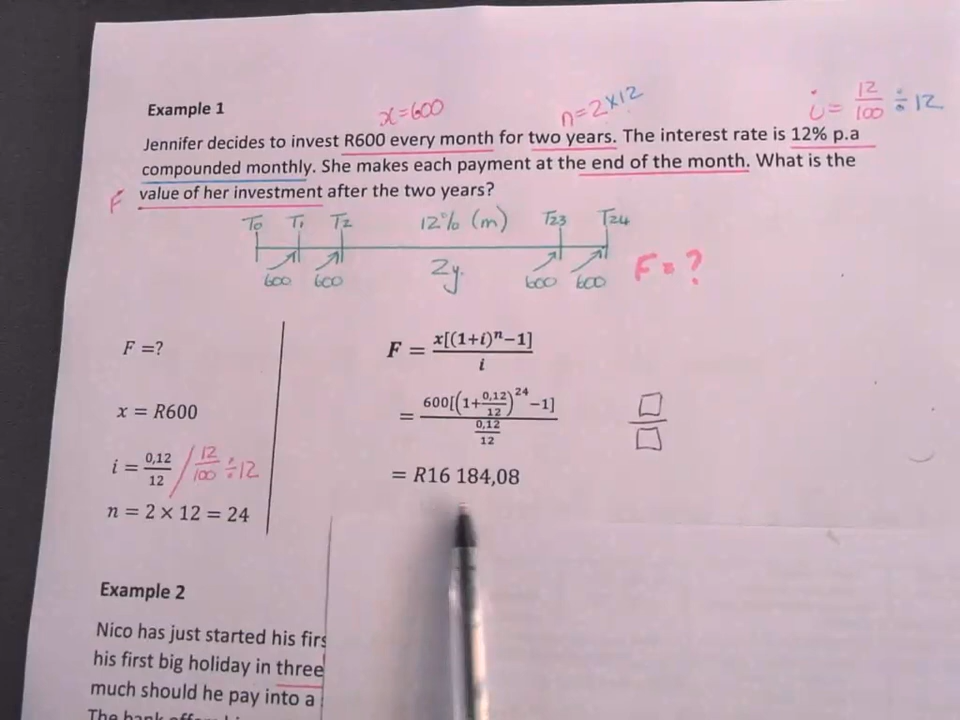 Example 1
x=600
n=2×12
i = 12/100 ÷ 12
Jennifer decides to invest R600 every month for two years. The interest rate is 12% p.a
compounded monthly. She makes each payment at the end of the month. What is the
F value of her investment after the two years?
T0 T1 T2 12% (m) T23 T24
600 600 2y. 600 600 F = ?
F =?
F = x[(1+i)^n−1]/i
x = R600
= 600[(1+0,12/12)^24−1]/(0,12/12)
i = 0,12/12 / 12/100 ÷ 12
= R16 184,08
n = 2 × 12 = 24
Example 2
Nico has just started his firs
his first big holiday in three
much should he pay into a
The bank